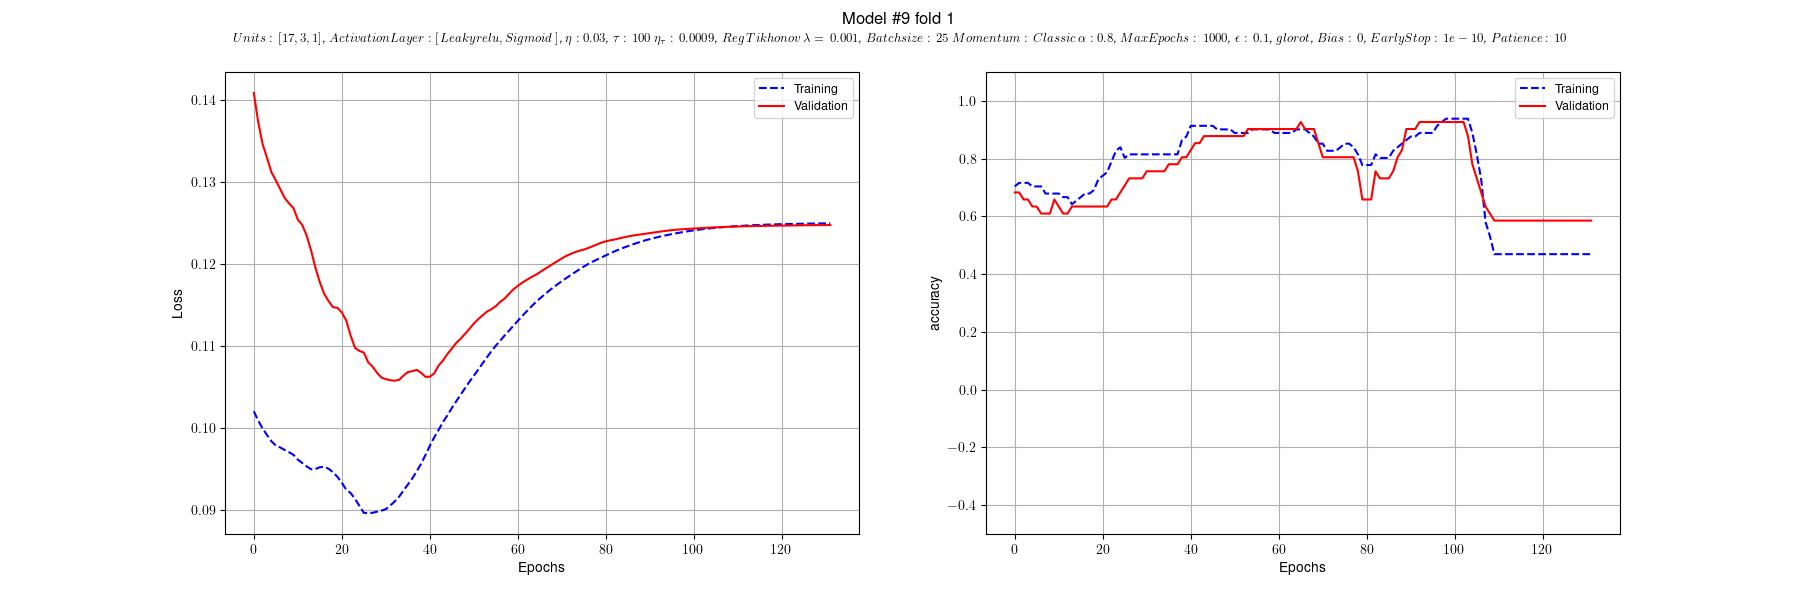 Model #9 fold 1
Units : [17, 3, 1], ActivationLayer : [ Leakyrelu, Sigmoid ], η : 0.03, τ : 100 η_τ : 0.0009, Reg Tikhonov λ = 0.001, Batchsize : 25 Momentum : Classic α : 0.8, MaxEpochs : 1000, ϵ : 0.1, glorot, Bias : 0, EarlyStop : 1e − 10, Patience : 10
Training
Validation
0.14
0.13
0.12
0.11
0.10
0.09
Loss
0 20 40 60 80 100 120
Epochs
Training
Validation
1.0
0.8
0.6
0.4
0.2
0.0
−0.2
−0.4
accuracy
0 20 40 60 80 100 120
Epochs